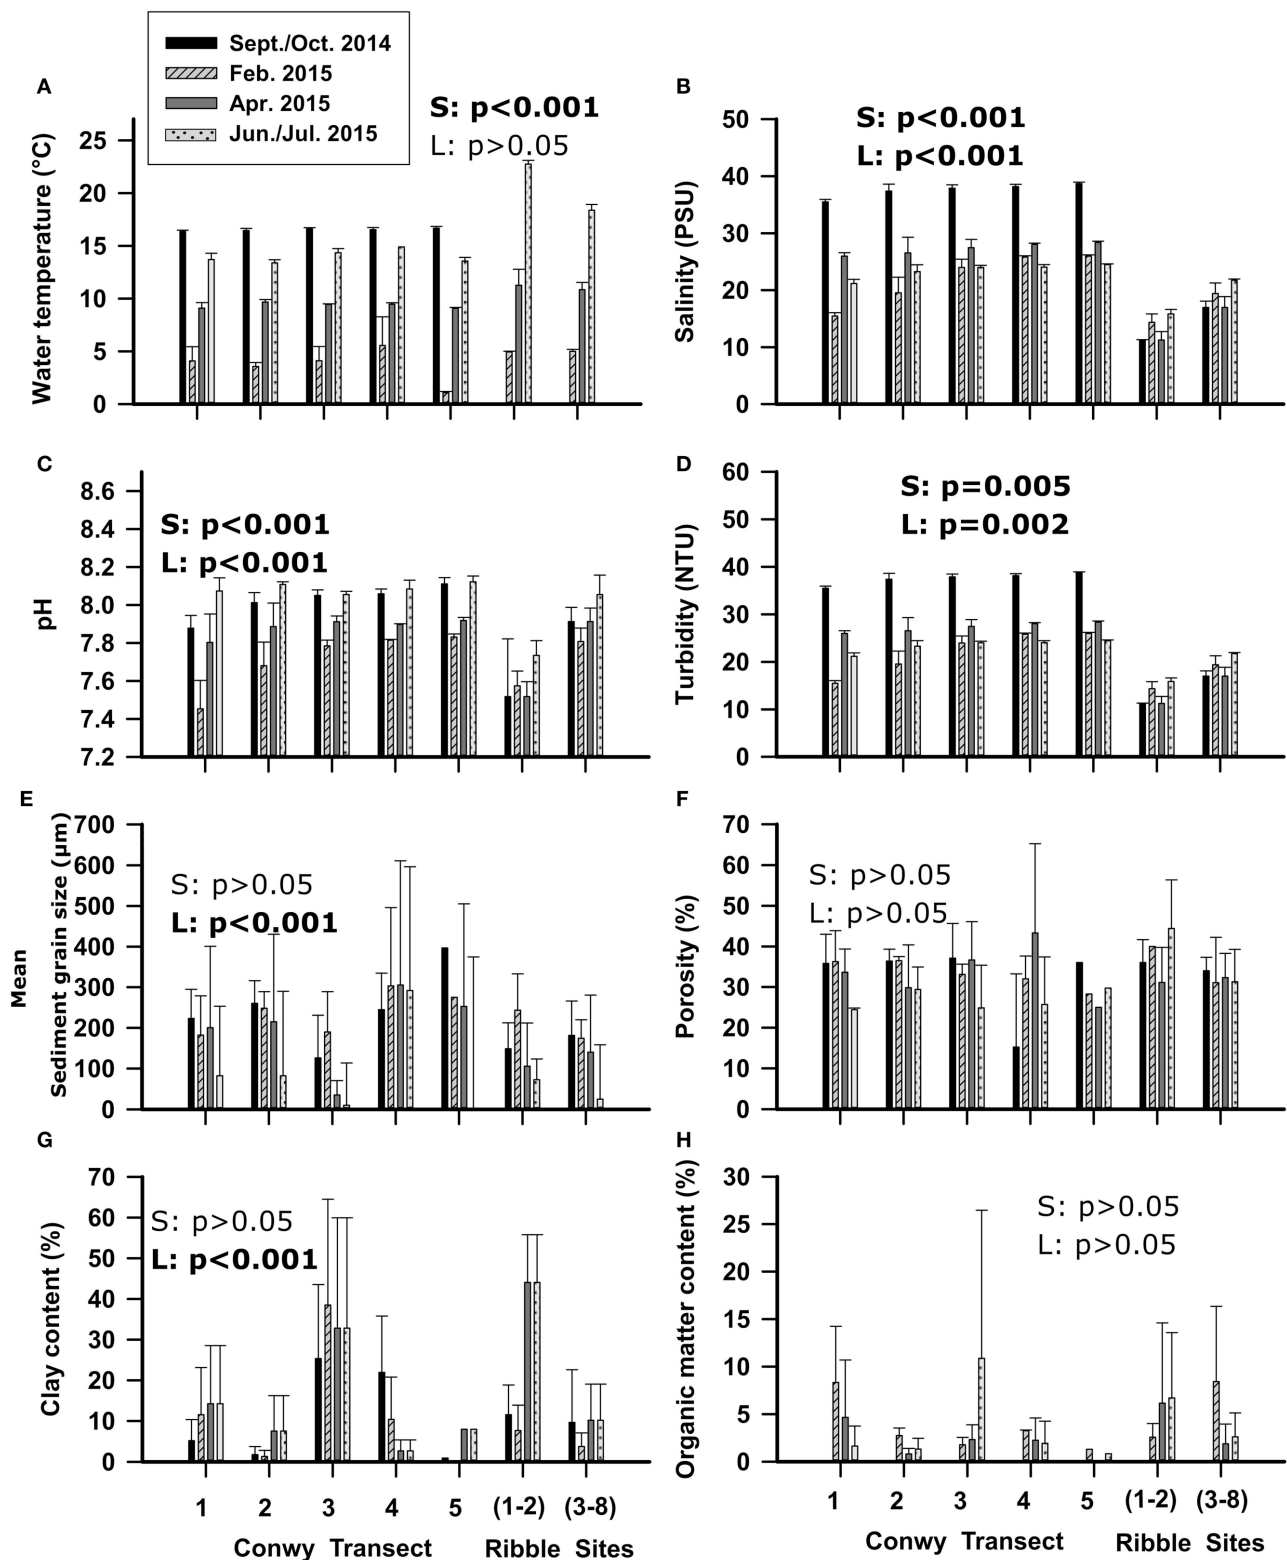 Sept./Oct. 2014
Feb. 2015
Apr. 2015
Jun./Jul. 2015
A
S: p<0.001
L: p>0.05
Water temperature (°C)
25
20
15
10
5
0
B
S: p<0.001
L: p<0.001
Salinity (PSU)
50
40
30
20
10
0
C
S: p<0.001
L: p<0.001
pH
8.6
8.4
8.2
8.0
7.8
7.6
7.4
7.2
D
S: p=0.005
L: p=0.002
Turbidity (NTU)
60
50
40
30
20
10
0
E
S: p>0.05
L: p<0.001
Mean
Sediment grain size (µm)
700
600
500
400
300
200
100
0
F
S: p>0.05
L: p>0.05
Porosity (%)
70
60
50
40
30
20
10
0
G
S: p>0.05
L: p<0.001
Clay content (%)
70
60
50
40
30
20
10
0
1 2 3 4 5 (1-2) (3-8)
Conwy Transect Ribble Sites
H
S: p>0.05
L: p>0.05
Organic matter content (%)
30
25
20
15
10
5
0
1 2 3 4 5 (1-2) (3-8)
Conwy Transect Ribble Sites